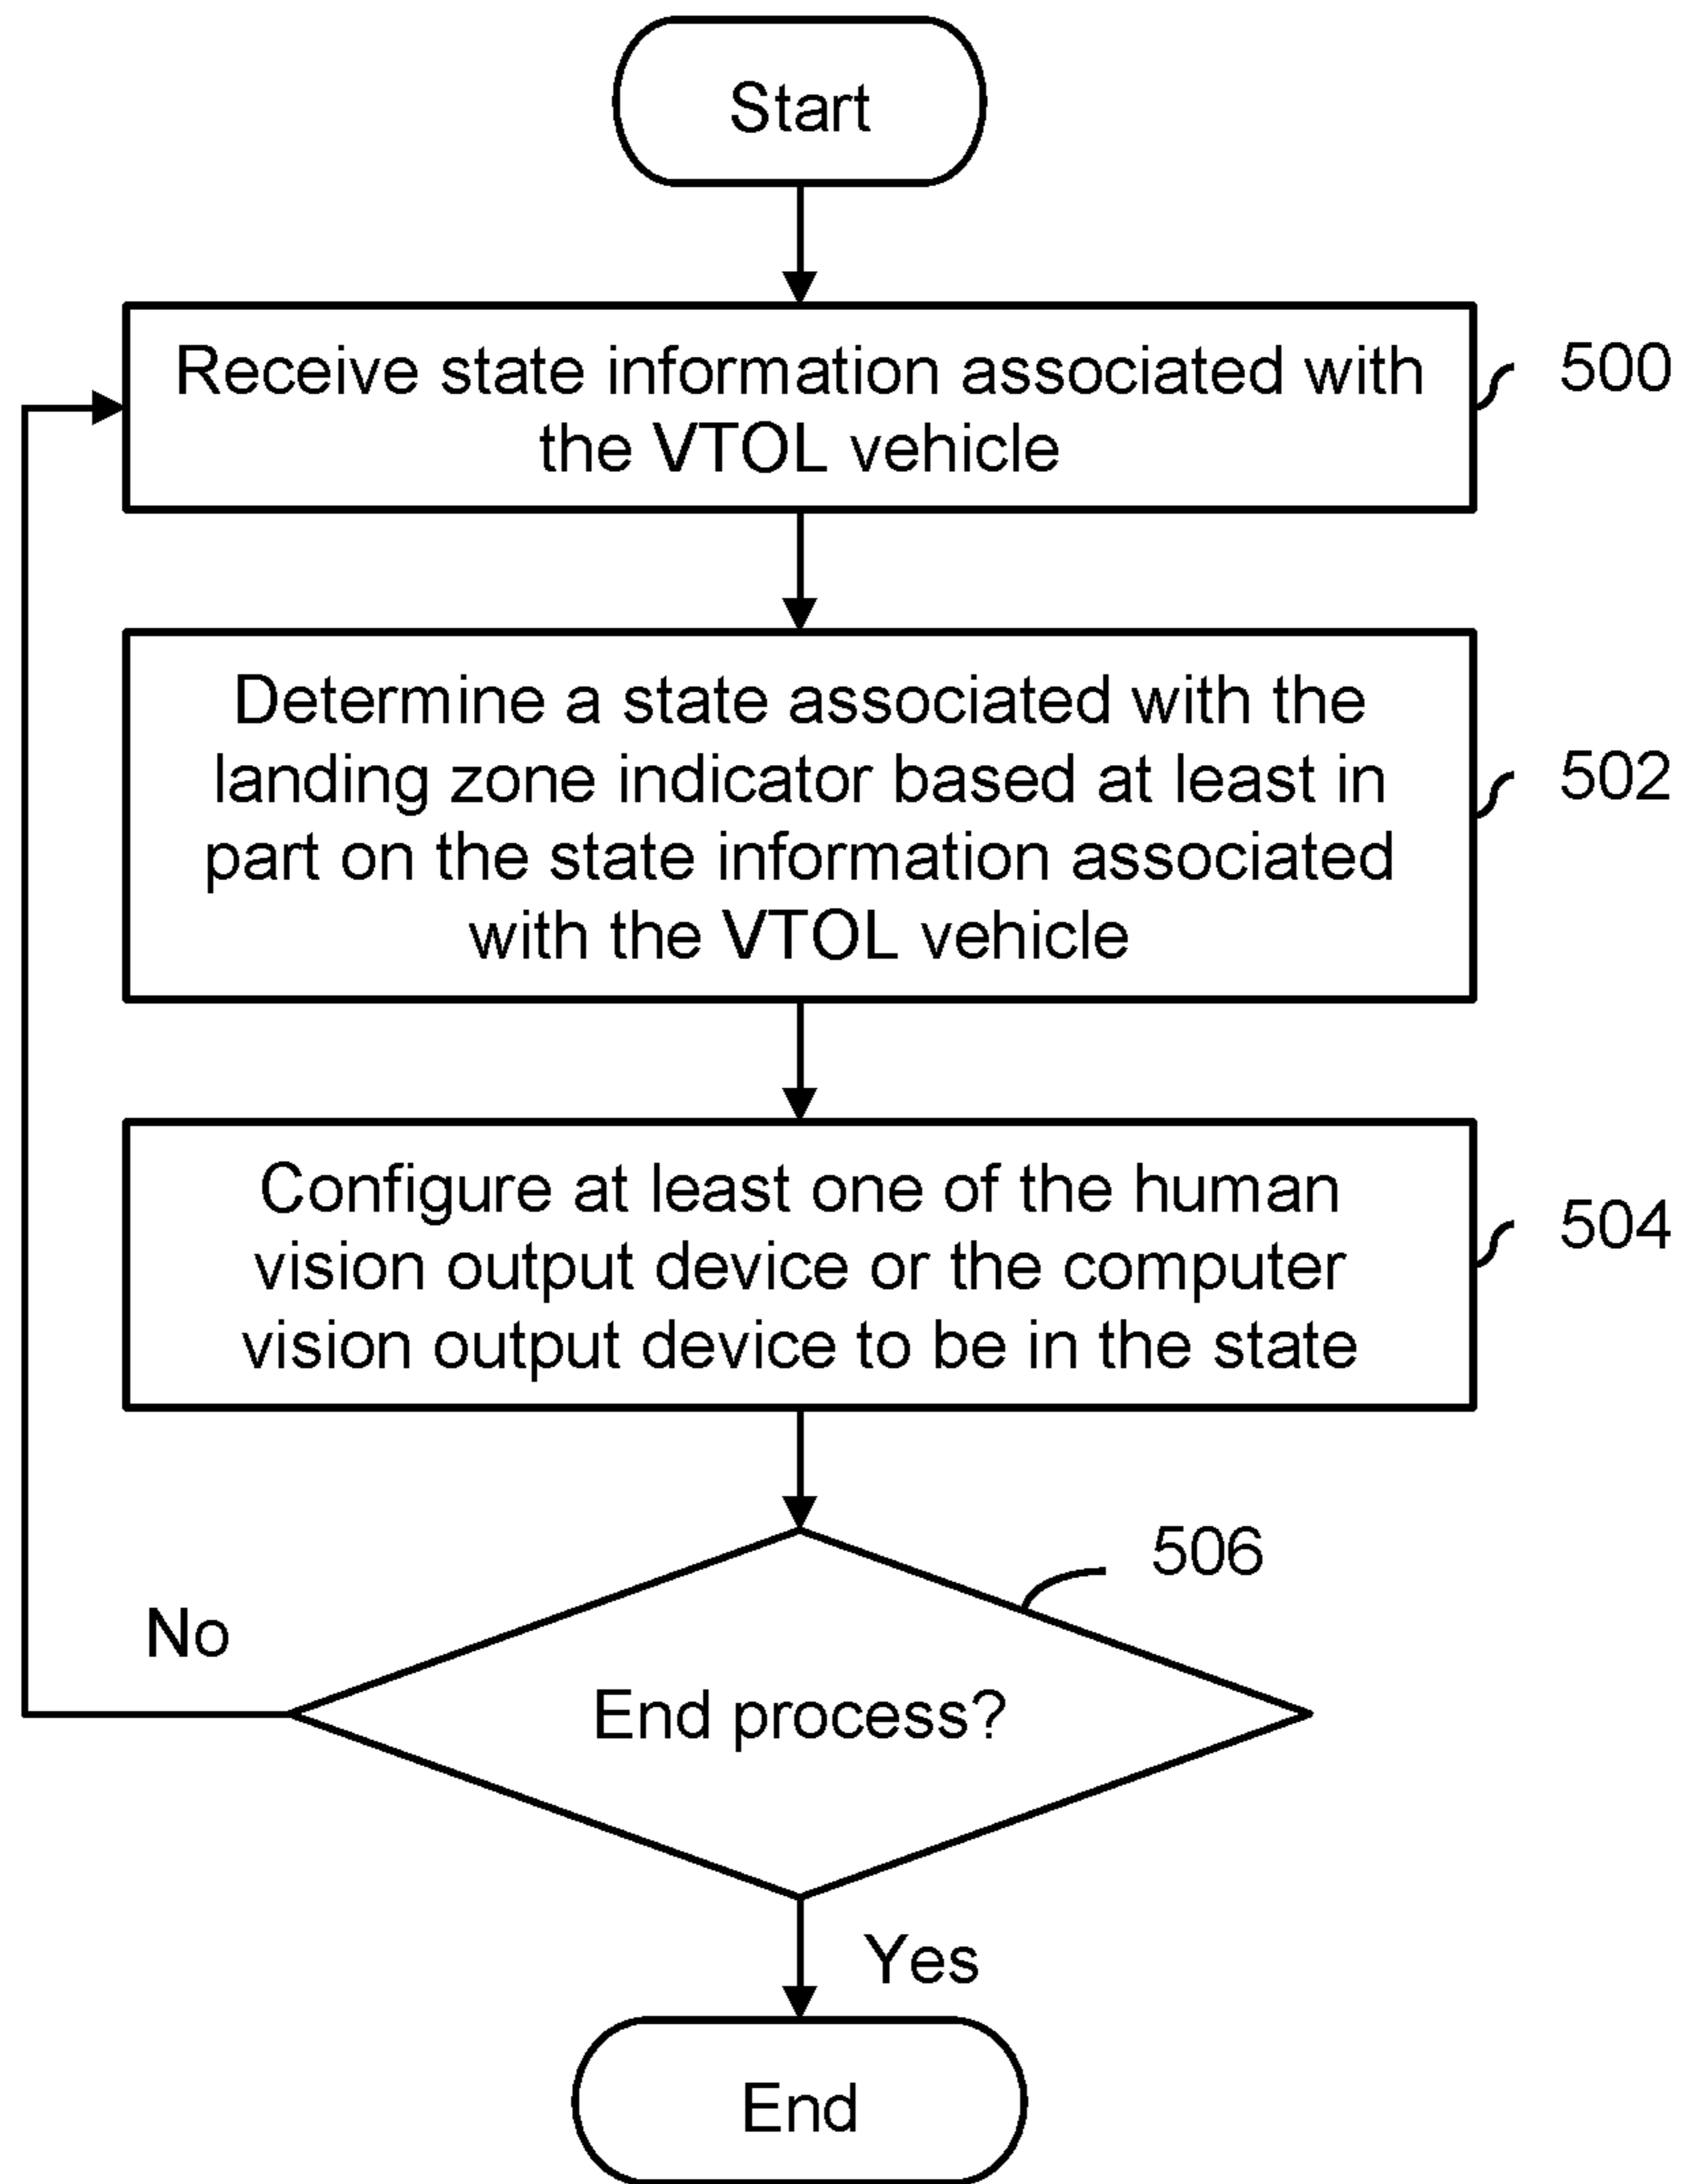 Start
Receive state information associated with
the VTOL vehicle
500
Determine a state associated with the
landing zone indicator based at least in
part on the state information associated
with the VTOL vehicle
502
Configure at least one of the human
vision output device or the computer
vision output device to be in the state
504
506
No
End process?
Yes
End